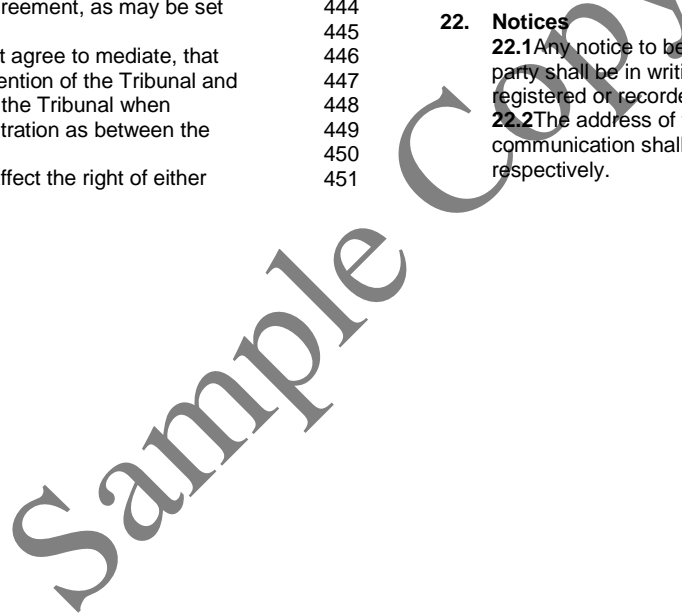 reement, as may be set 444
445
t agree to mediate, that 446
ention of the Tribunal and 447
the Tribunal when 448
tration as between the 449
450
ffect the right of either 451
22. Notices
22.1Any notice to be
party shall be in writi
registered or recorde
22.2The address of
communication shall
respectively.
Sample Copy